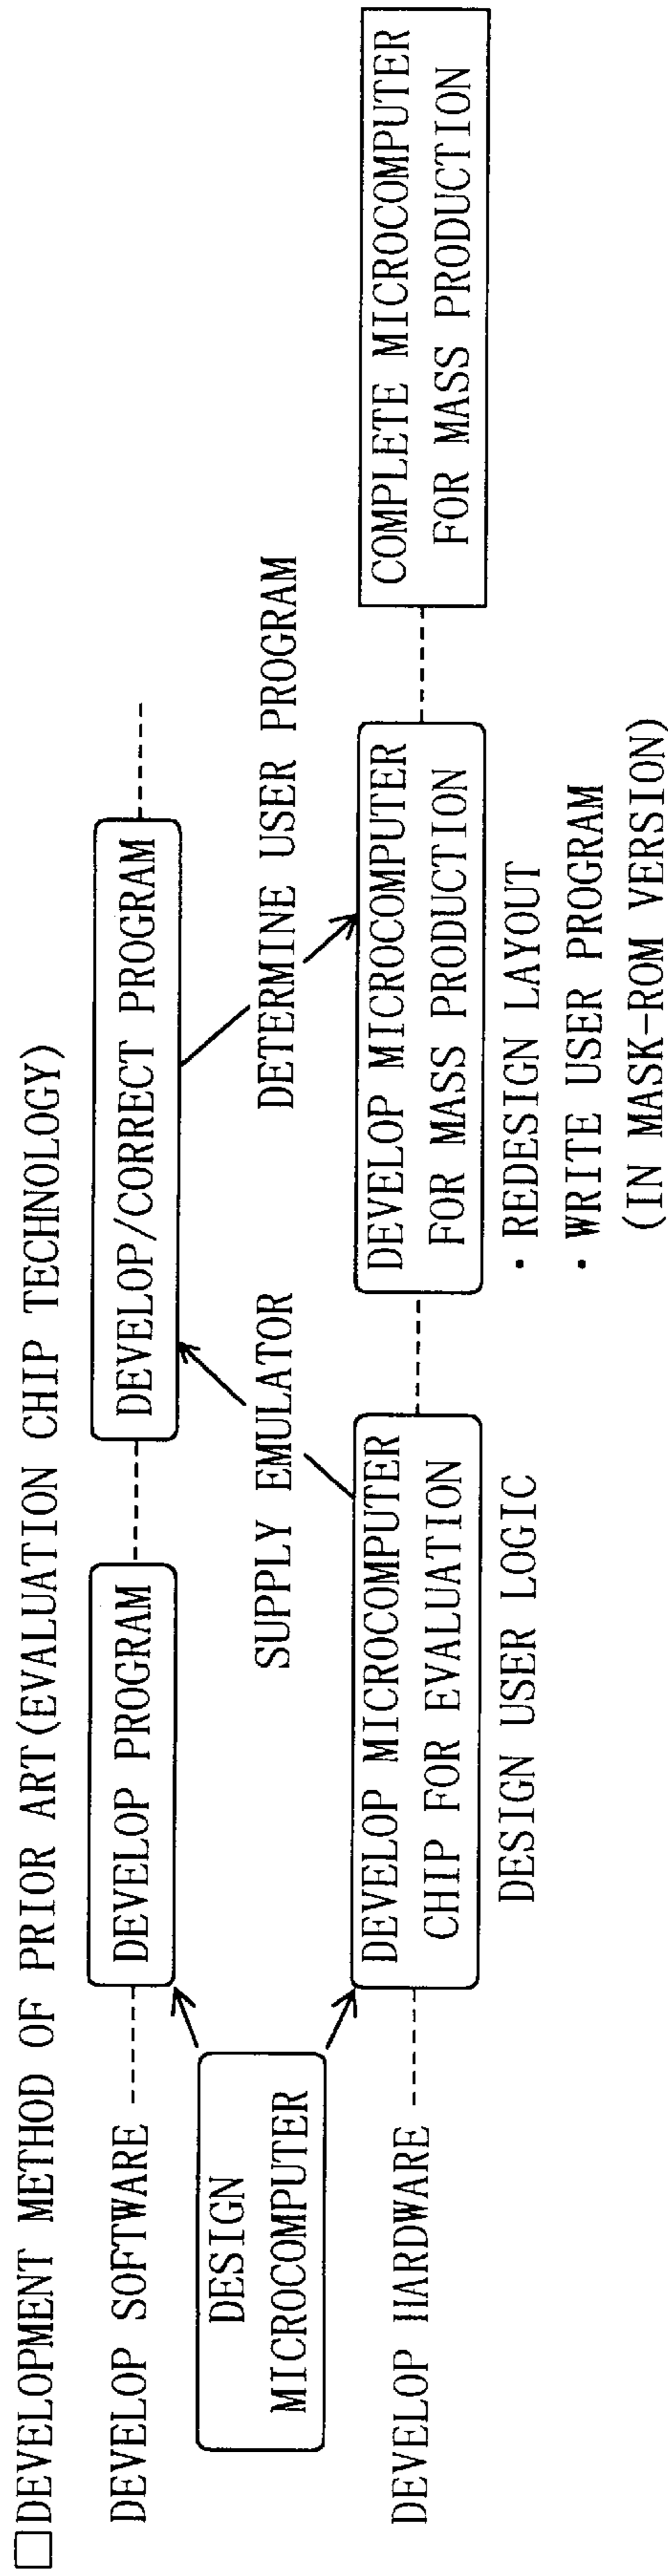 □DEVELOPMENT METHOD OF PRIOR ART(EVALUATION CHIP TECHNOLOGY)
DEVELOP SOFTWARE
DEVELOP PROGRAM
DEVELOP/CORRECT PROGRAM
DESIGN
MICROCOMPUTER
SUPPLY EMULATOR
DETERMINE USER PROGRAM
DEVELOP HARDWARE
DEVELOP MICROCOMPUTER
CHIP FOR EVALUATION
DESIGN USER LOGIC
DEVELOP MICROCOMPUTER
FOR MASS PRODUCTION
· REDESIGN LAYOUT
· WRITE USER PROGRAM
(IN MASK-ROM VERSION)
COMPLETE MICROCOMPUTER
FOR MASS PRODUCTION